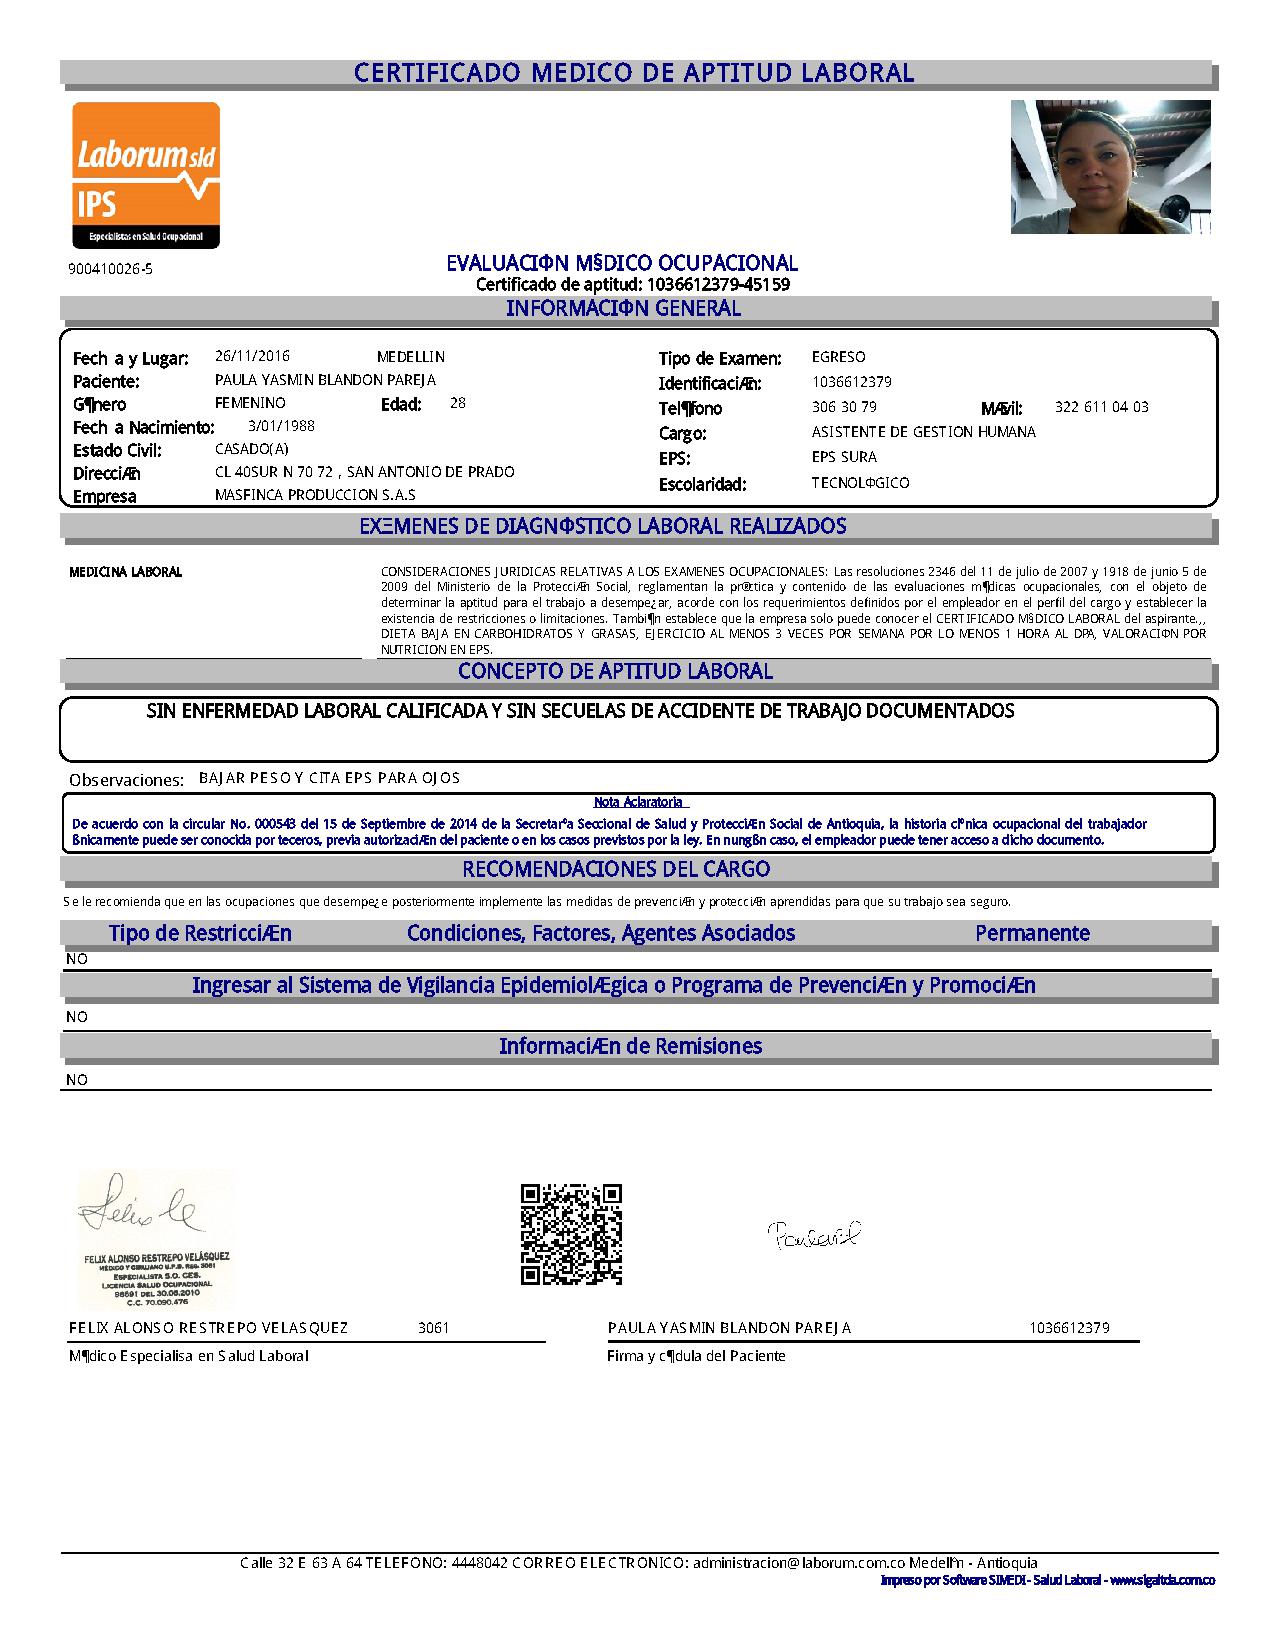 CERTIFICADO MEDICO DE APTITUD LABORAL
Laborum sld
IPS
Especialistas en Salud Ocupacional
900410026-5
EVALUACIΦN M§DICO OCUPACIONAL
Certificado de aptitud: 1036612379-45159
INFORMACIΦN GENERAL
Fech a y Lugar: 26/11/2016 MEDELLIN Tipo de Examen: EGRESO
Paciente: PAULA YASMIN BLANDON PAREJA IdentificaciÆn: 1036612379
G¶nero FEMENINO Edad: 28 Tel¶fono 306 30 79 MÆvil: 322 611 04 03
Fech a Nacimiento: 3/01/1988 Cargo: ASISTENTE DE GESTION HUMANA
Estado Civil: CASADO(A) EPS: EPS SURA
DirecciÆn CL 40SUR N 70 72 , SAN ANTONIO DE PRADO Escolaridad: TECNOLΦGICO
Empresa MASFINCA PRODUCCION S.A.S
EXΞMENES DE DIAGNΦSTICO LABORAL REALIZADOS
MEDICINA LABORAL CONSIDERACIONES JURIDICAS RELATIVAS A LOS EXAMENES OCUPACIONALES: Las resoluciones 2346 del 11 de julio de 2007 y 1918 de junio 5 de
2009 del Ministerio de la ProtecciÆn Social, reglamentan la pr®ctica y contenido de las evaluaciones m¶dicas ocupacionales, con el objeto de
determinar la aptitud para el trabajo a desempe¿ar, acorde con los requerimientos definidos por el empleador en el perfil del cargo y establecer la
existencia de restricciones o limitaciones. Tambi¶n establece que la empresa solo puede conocer el CERTIFICADO M§DICO LABORAL del aspirante.,,
DIETA BAJA EN CARBOHIDRATOS Y GRASAS, EJERCICIO AL MENOS 3 VECES POR SEMANA POR LO MENOS 1 HORA AL DPA, VALORACIΦN POR
NUTRICION EN EPS.
CONCEPTO DE APTITUD LABORAL
SIN ENFERMEDAD LABORAL CALIFICADA Y SIN SECUELAS DE ACCIDENTE DE TRABAJO DOCUMENTADOS
Observaciones: BAJAR PESO Y CITA EPS PARA OJOS
Nota Aclaratoria
De acuerdo con la circular No. 000543 del 15 de Septiembre de 2014 de la Secretarºa Seccional de Salud y ProtecciÆn Social de Antioquia, la historia clºnica ocupacional del trabajador
ßnicamente puede ser conocida por teceros, previa autorizaciÆn del paciente o en los casos previstos por la ley. En nungßn caso, el empleador puede tener acceso a dicho documento.
RECOMENDACIONES DEL CARGO
Se le recomienda que en las ocupaciones que desempe¿e posteriormente implemente las medidas de prevenciÆn y protecciÆn aprendidas para que su trabajo sea seguro.
Tipo de RestricciÆn Condiciones, Factores, Agentes Asociados Permanente
NO
Ingresar al Sistema de Vigilancia EpidemiolÆgica o Programa de PrevenciÆn y PromociÆn
NO
InformaciÆn de Remisiones
NO
FELIX ALONSO RESTREPO VELÁSQUEZ
MÉDICO Y CIRUJANO U.P.B. REG. 3061
ESPECIALISTA S.O. CES.
LICENCIA SALUD OCUPACIONAL
98691 DEL 30.08.2010
C.C. 70.090.476
FELIX ALONSO RESTREPO VELASQUEZ 3061 PAULA YASMIN BLANDON PAREJA 1036612379
M¶dico Especialisa en Salud Laboral Firma y c¶dula del Paciente
Calle 32 E 63 A 64 TELEFONO: 4448042 CORREO ELECTRONICO: administracion@laborum.com.co Medellºn - Antioquia
Impreso por Software SIMEDI - Salud Laboral - www.sigaltda.com.co